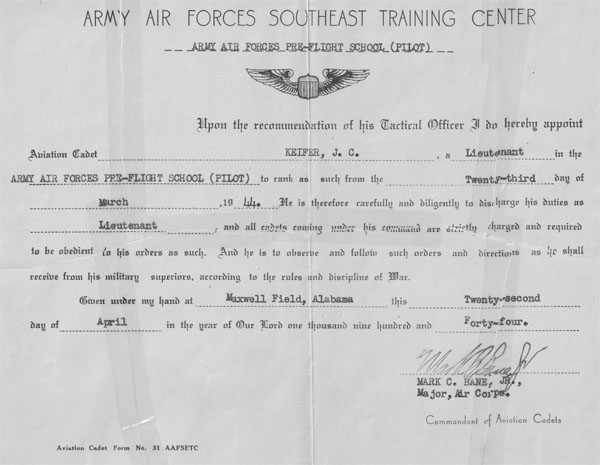 ARMY AIR FORCES SOUTHEAST TRAINING CENTER
ARMY AIR FORCES PRE-FLIGHT SCHOOL (PILOT)
Upon the recommendation of his Tactical Officer I do hereby appoint
Aviation Cadet KEIFER, J. C. , a Lieutenant in the
ARMY AIR FORCES PRE-FLIGHT SCHOOL (PILOT) to rank as such from the Twenty-third day of
March 19 44. He is therefore carefully and diligently to discharge his duties as
Lieutenant , and all cadets coming under his command are strictly charged and required
to be obedient to his orders as such. And he is to observe and follow such orders and directions as he shall
receive from his military superiors, according to the rules and discipline of War.
Given under my hand at Maxwell Field, Alabama this Twenty-second
day of April in the year of Our Lord one thousand nine hundred and Forty-four.
Mark C Bane Jr
MARK C. BANE, JR.,
Major, Air Corps.
Commandant of Aviation Cadets
Aviation Cadet Form No. 31 AAFSETC